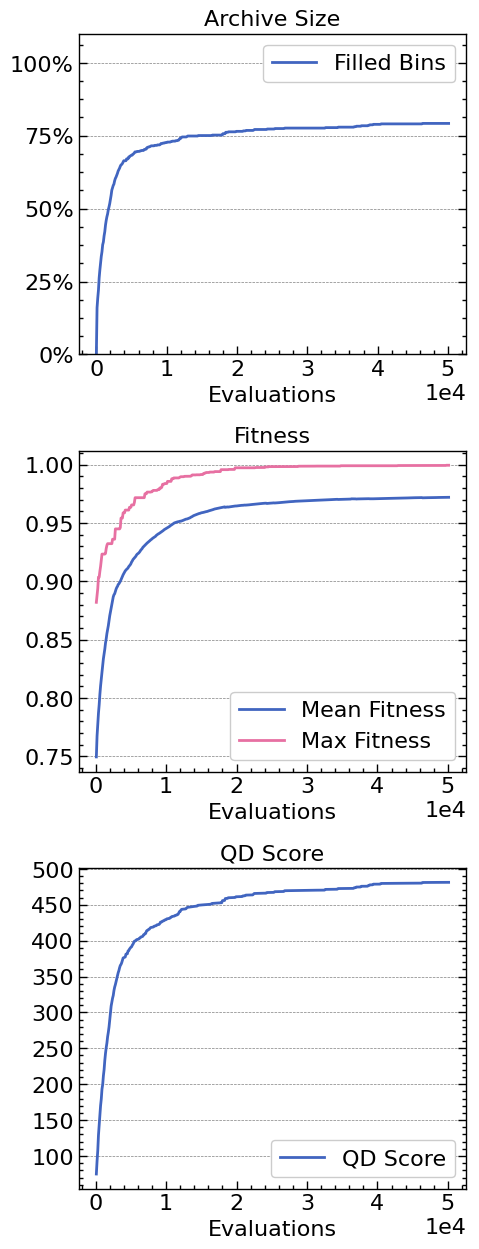 Archive Size
100%
75%
50%
25%
0%
Filled Bins
0 1 2 3 4 5
Evaluations
1e4
Fitness
1.00
0.95
0.90
0.85
0.80
0.75
Mean Fitness
Max Fitness
0 1 2 3 4 5
Evaluations
1e4
QD Score
500
450
400
350
300
250
200
150
100
QD Score
0 1 2 3 4 5
Evaluations
1e4